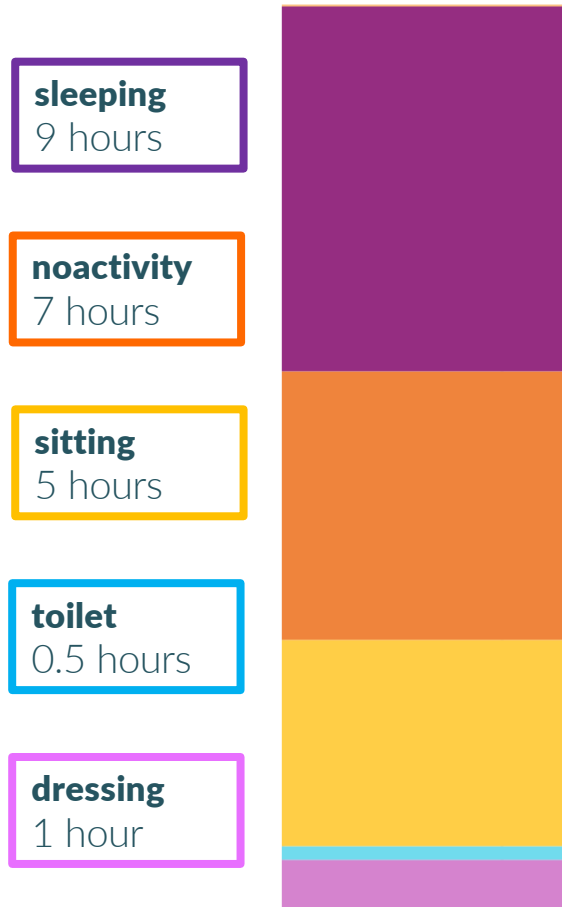 sleeping
9 hours
noactivity
7 hours
sitting
5 hours
toilet
0.5 hours
dressing
1 hour